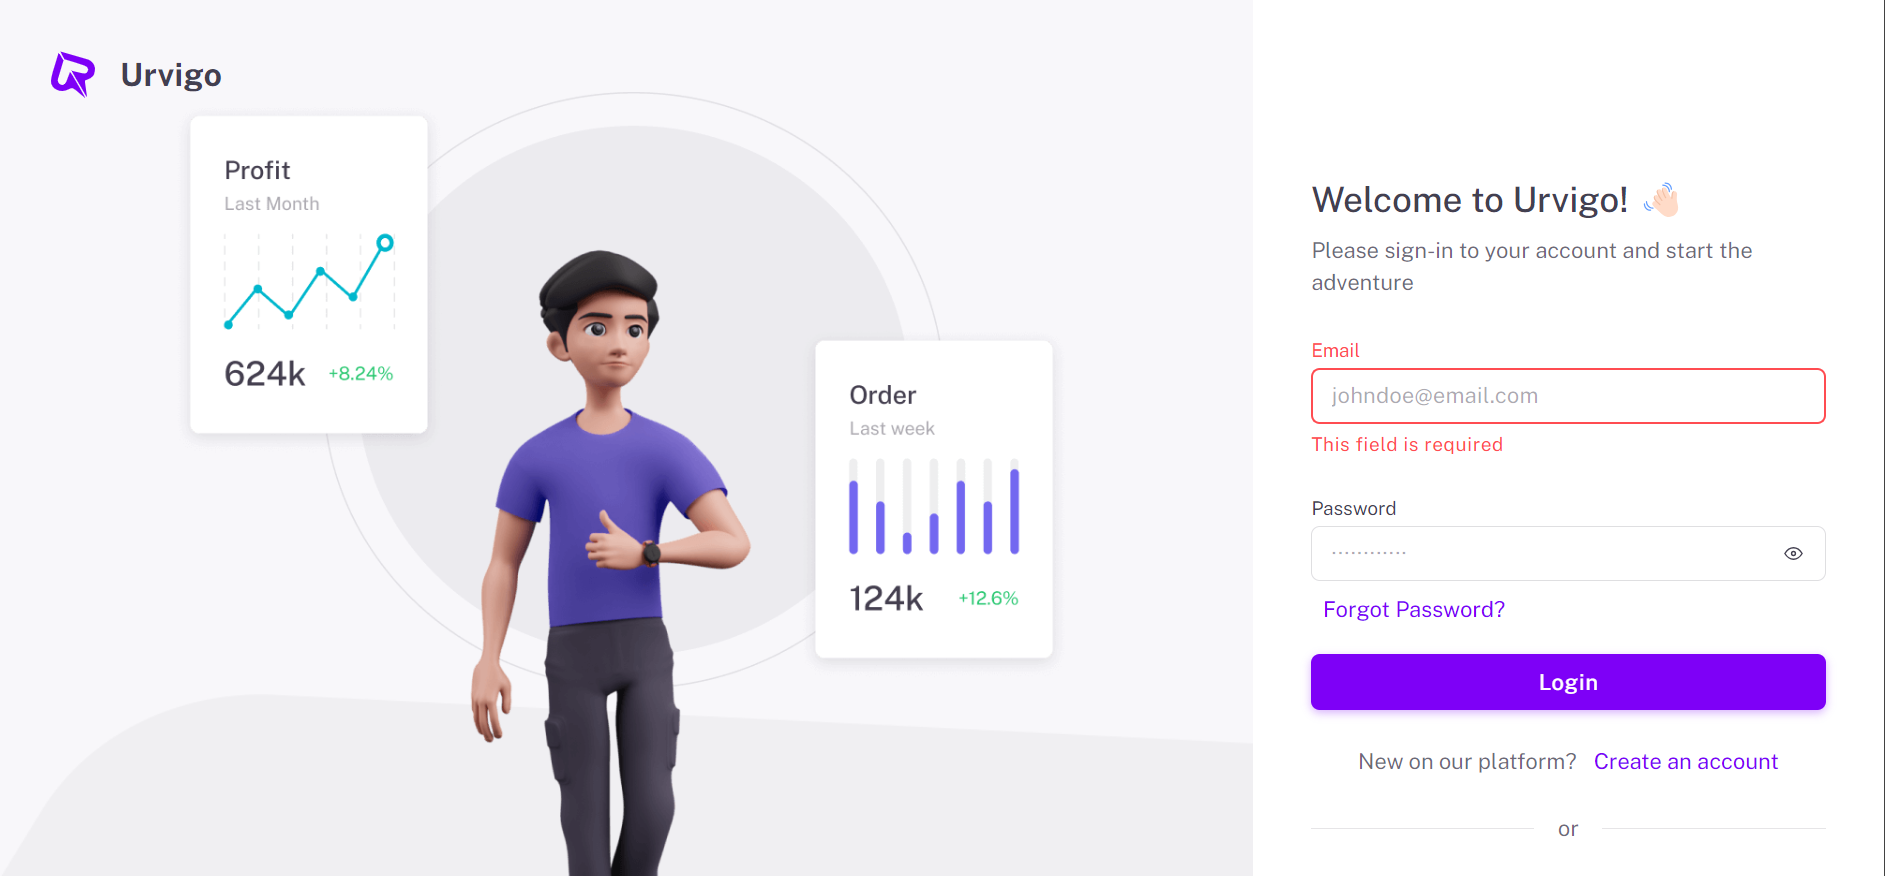 Urvigo
Profit
Last Month
624k +8.24%
Order
Last week
124k +12.6%
Welcome to Urvigo! 👋🏻
Please sign-in to your account and start the
adventure
Email
johndoe@email.com
This field is required
Password
············
Forgot Password?
Login
New on our platform? Create an account
or